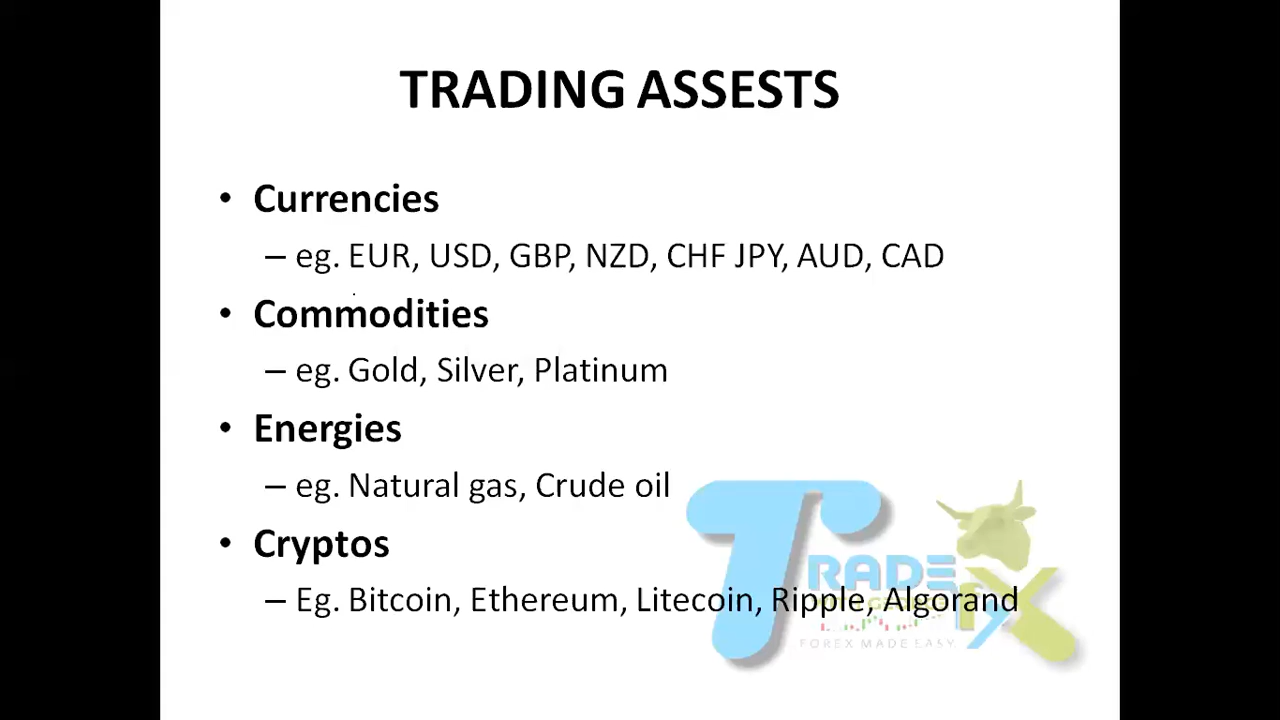 TRADING ASSESTS
• Currencies
– eg. EUR, USD, GBP, NZD, CHF JPY, AUD, CAD
• Commodities
– eg. Gold, Silver, Platinum
• Energies
– eg. Natural gas, Crude oil
• Cryptos
– Eg. Bitcoin, Ethereum, Litecoin, Ripple, Algorand
TRADE
FOREX MADE EASY